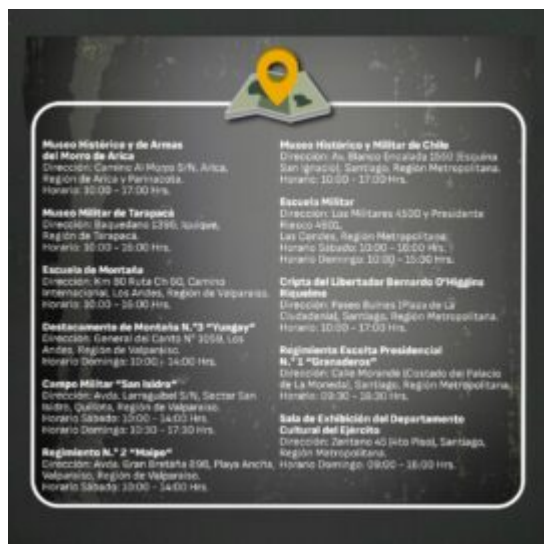 Museo Histórico y de Armas
del Morro de Arica
Dirección: Camino Al Morro S/N, Arica,
Región de Arica y Parinacota.
Horario: 10:00 - 17:00 Hrs.
Museo Militar de Tarapacá
Dirección: Baquedano 1396, Iquique,
Región de Tarapacá.
Horario: 10:00 - 16:00 Hrs.
Escuela de Montaña
Dirección: Km 90 Ruta Ch 60, Camino
Internacional, Los Andes, Región de Valparaíso.
Horario: 10:00 - 16:00 Hrs.
Destacamento de Montaña N.°3 "Yungay"
Dirección: General del Canto N° Los
Andes, Región de Valparaíso.
Horario Domingo: 10:00 - 14:00 Hrs.
Campo Militar "San Isidro"
Dirección: Avda. Larraguibel S/N, Sector San
Isidro, Quillota, Región de Valparaíso.
Horario Sábado: 10:00 - Hrs.
Horario Domingo: 10:30 - 17:30 Hrs.
Regimiento N.° 2 "Maipo"
Dirección: Avda. Gran Bretaña Playa Ancha,
Valparaíso, Región de Valparaíso.
Horario Sábado: 10:00 - 14:00 Hrs.
Museo Histórico y Militar de Chile
Dirección: Av. Blanco Encalada 1550 (Esquina
San Ignacio), Santiago, Región Metropolitana.
Horario: 10:00 - 17:00 Hrs.
Escuela Militar
Dirección: Los Militares 4500 y Presidente
Riesco 4501,
Las Condes, Región Metropolitana.
Horario Sábado: 10:00 - 16:00 Hrs.
Horario Domingo: 10:00 - 15:30 Hrs.
Cripta del Libertador Bernardo O'Higgins
Riquelme
Dirección: Paseo Bulnes (Plaza de La
Ciudadanía), Santiago, Región Metropolitana.
Horario: 10:00 - 17:00 Hrs.
Regimiento Escolta Presidencial
N.° 1 "Granaderos"
Dirección: Calle Morandé (Costado del Palacio
de La Moneda), Santiago, Región Metropolitana.
Horario: 09:30 - 18:30 Hrs.
Sala de Exhibición del Departamento
Cultural del Ejército
Dirección: Zenteno 45 (4to Piso), Santiago,
Región Metropolitana.
Horario Domingo: 09:00 - 16:00 Hrs.